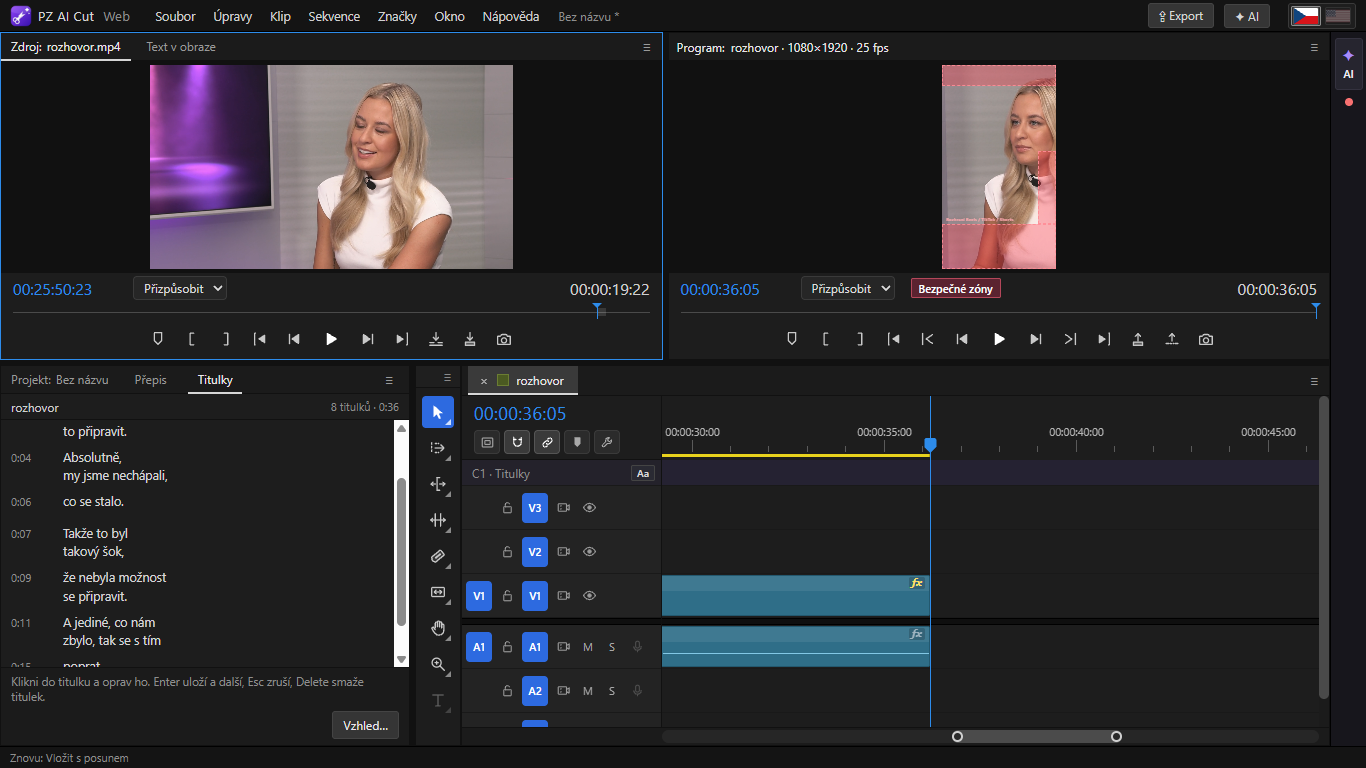 PZ AI Cut Web
Soubor Úpravy Klip Sekvence Značky Okno Nápověda Bez názvu *
Export
AI
Zdroj: rozhovor.mp4 Text v obraze
Program: rozhovor · 1080×1920 · 25 fps
AI
00:25:50:23 Přizpůsobit 00:00:19:22
00:00:36:05 Přizpůsobit Bezpečné zóny 00:00:36:05
Projekt: Bez názvu Přepis Titulky
rozhovor 8 titulků · 0:36
to připravit.
0:04 Absolutně,
my jsme nechápali,
0:06 co se stalo.
0:07 Takže to byl
takový šok,
0:09 že nebyla možnost
se připravit.
0:11 A jediné, co nám
zbylo, tak se s tím
0:15 poprat
Klikni do titulku a oprav ho. Enter uloží a další, Esc zruší, Delete smaže
titulek.
Vzhled...
× rozhovor
00:00:36:05
00:00:30:00 00:00:35:00 00:00:40:00 00:00:45:00
C1 · Titulky Aa
V3
V2
V1 V1 fx
A1 A1 M S fx
A2 M S
T
Znovu: Vložit s posunem